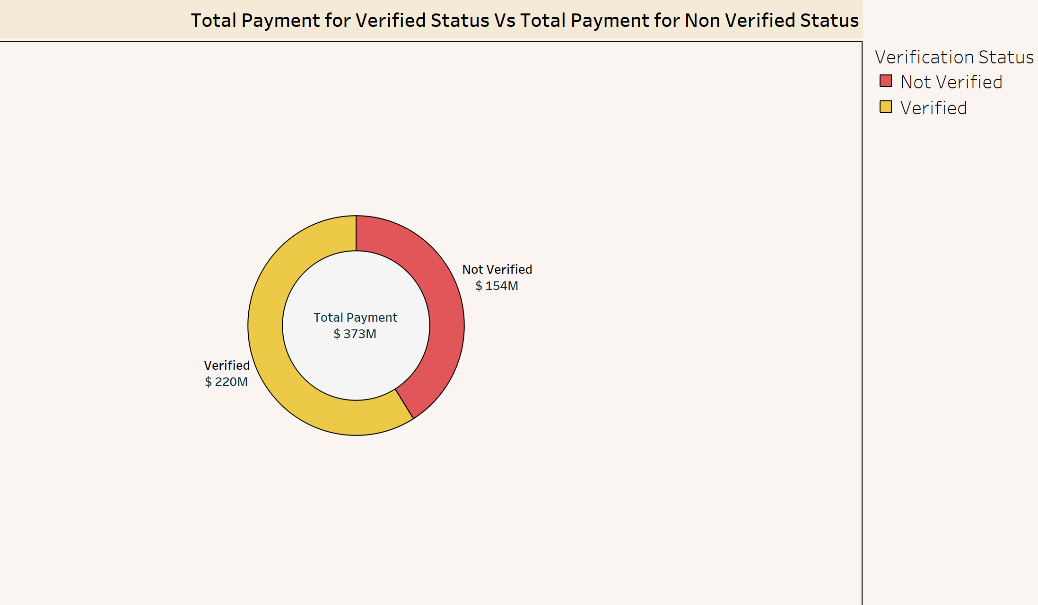 Total Payment for Verified Status Vs Total Payment for Non Verified Status
Verification Status
Not Verified
Verified
Not Verified
$ 154M
Total Payment
$ 373M
Verified
$ 220M